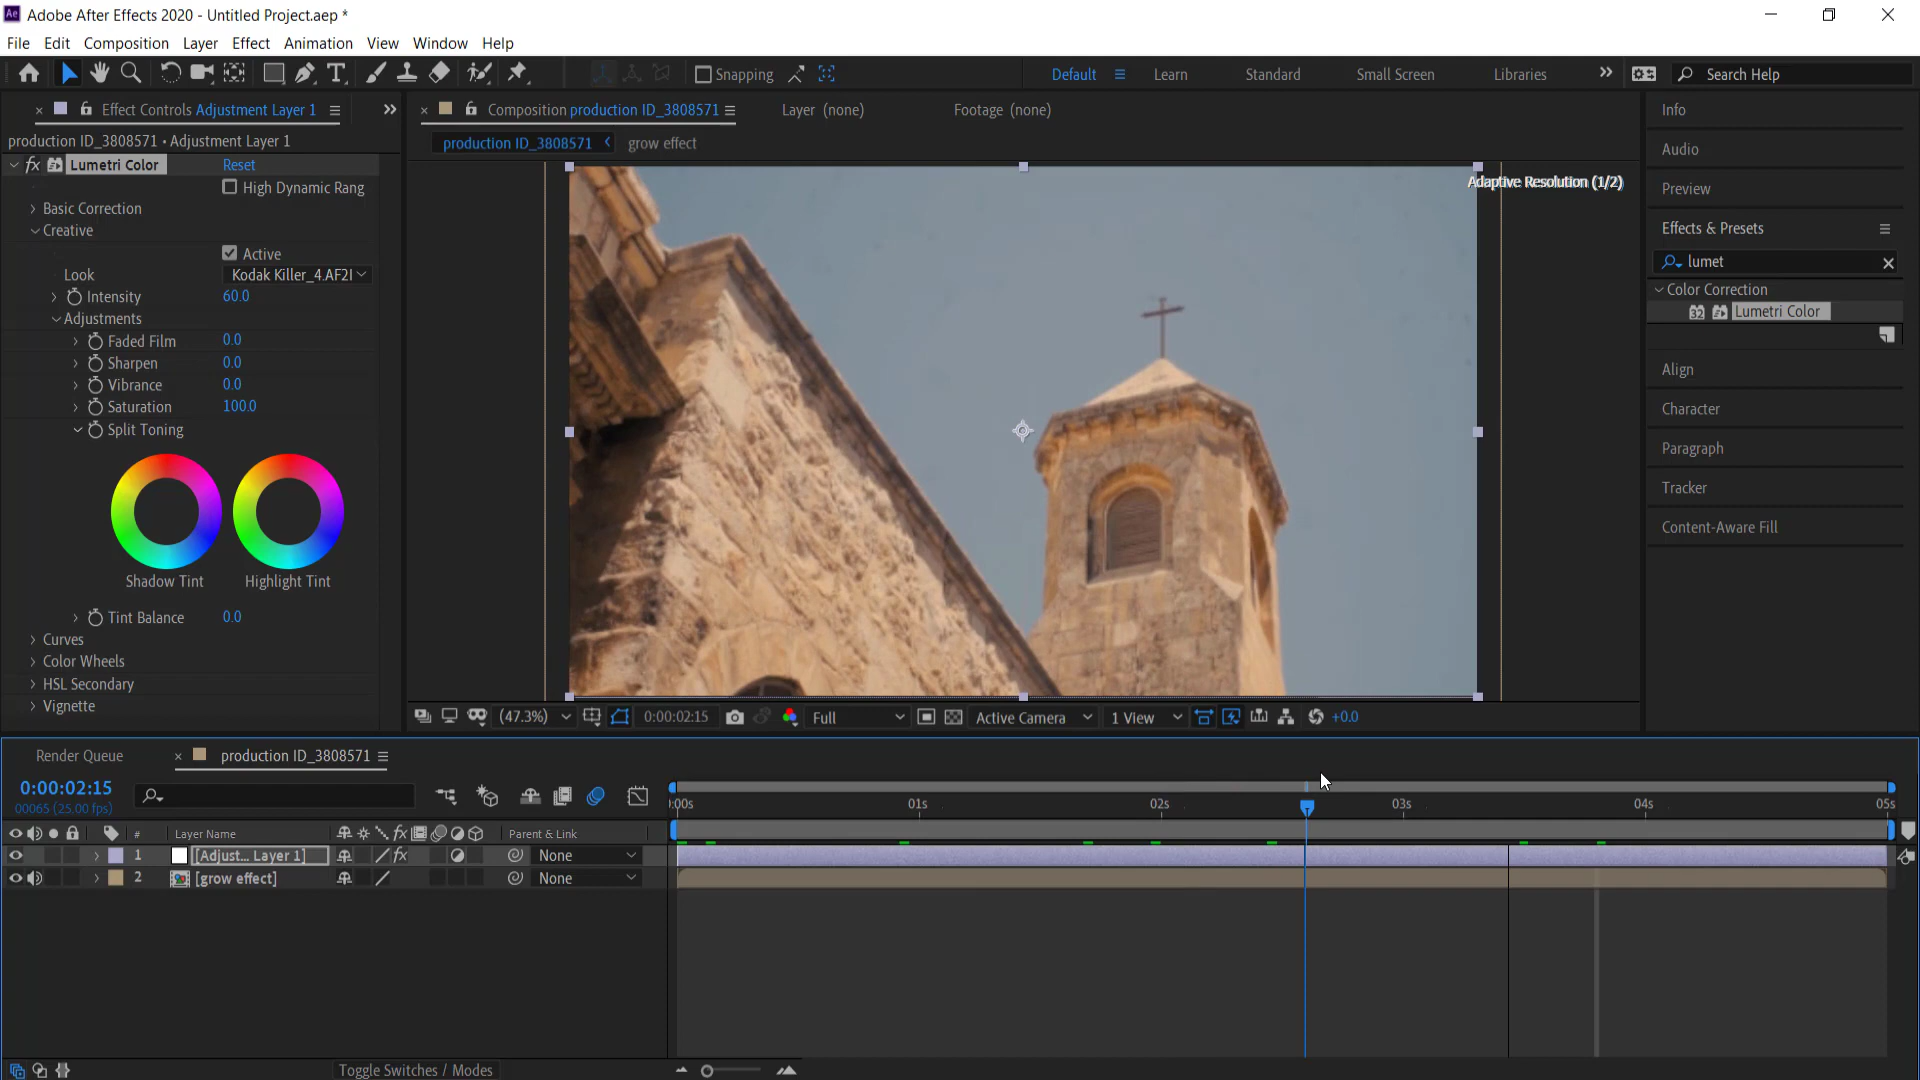 Adobe After Effects 2020 - Untitled Project.aep *
File Edit Composition Layer Effect Animation View Window Help
Snapping Default Learn Standard Small Screen Libraries Search Help
Effect Controls Adjustment Layer 1
Composition production ID_3808571
Layer (none)
Footage (none)
production ID_3808571 • Adjustment Layer 1
production ID_3808571
grow effect
fx Lumetri Color Reset
High Dynamic Rang
Basic Correction
Creative
Active
Look Kodak Killer_4.AF2I
Intensity 60.0
Adjustments
Faded Film 0.0
Sharpen 0.0
Vibrance 0.0
Saturation 100.0
Split Toning
Shadow Tint Highlight Tint
Tint Balance 0.0
Curves
Color Wheels
HSL Secondary
Vignette
Adaptive Resolution (1/2)
(47.3%) 0:00:02:15 Full Active Camera 1 View +0.0
Info
Audio
Preview
Effects & Presets
lumet
Color Correction
32 Lumetri Color
Align
Character
Paragraph
Tracker
Content-Aware Fill
Render Queue production ID_3808571
0:00:02:15
00065 (25.00 fps)
:00s 01s 02s 03s 04s 05s
# Layer Name fx Parent & Link
1 [Adjust... Layer 1] fx None
2 [grow effect] None
Toggle Switches / Modes